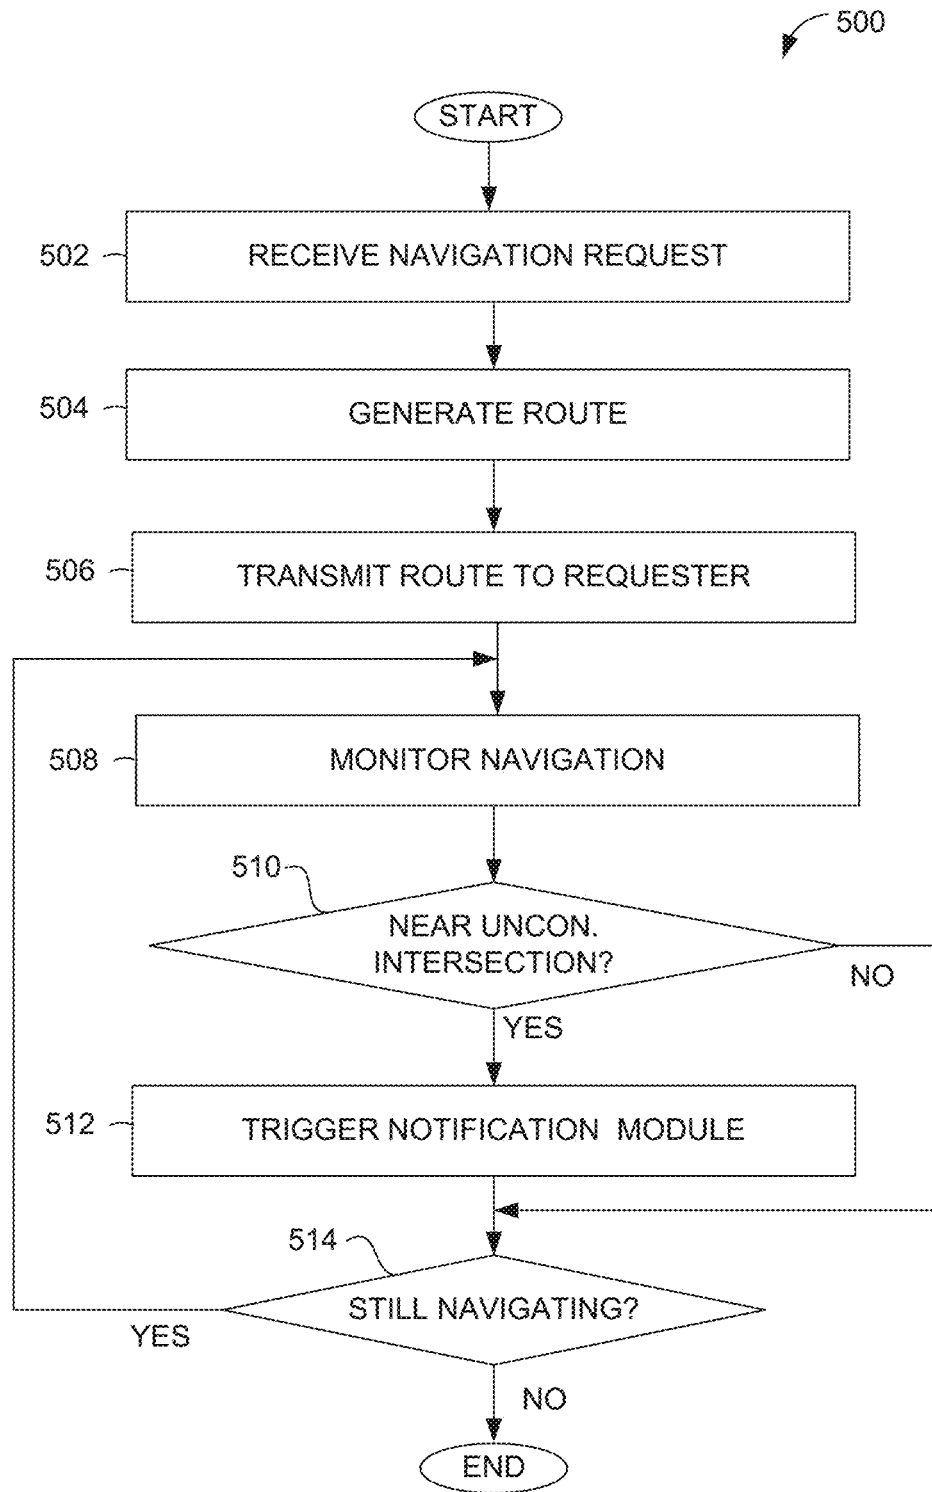 500
START
502
RECEIVE NAVIGATION REQUEST
504
GENERATE ROUTE
506
TRANSMIT ROUTE TO REQUESTER
508
MONITOR NAVIGATION
510
NEAR UNCON.
INTERSECTION?
NO
YES
512
TRIGGER NOTIFICATION MODULE
514
STILL NAVIGATING?
YES
NO
END